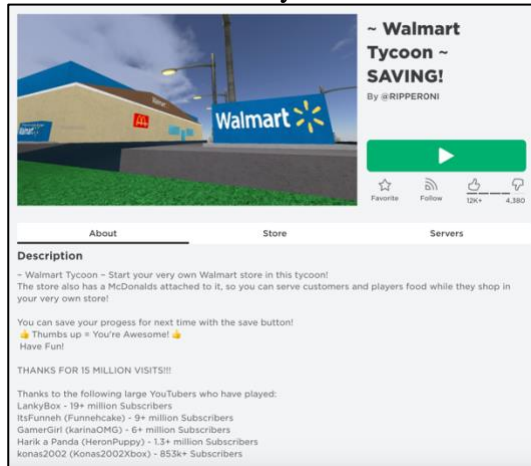 ~ Walmart
Tycoon ~
SAVING!
By @RIPPERONI
Walmart
Walmart
Favorite
Follow
12K+
4,380
About
Store
Servers
Description
~ Walmart Tycoon ~ Start your very own Walmart store in this tycoon!
The store also has a McDonalds attached to it, so you can serve customers and players food while they shop in
your very own store!
You can save your progess for next time with the save button!
👍 Thumbs up = You're Awesome! 👍
Have Fun!
THANKS FOR 15 MILLION VISITS!!!
Thanks to the following large YouTubers who have played:
LankyBox - 19+ million Subscribers
ItsFunneh (Funnehcake) - 9+ million Subscribers
GamerGirl (karinaOMG) - 6+ million Subscribers
Harik a Panda (HeronPuppy) - 1.3+ million Subscribers
konas2002 (Konas2002Xbox) - 853k+ Subscribers